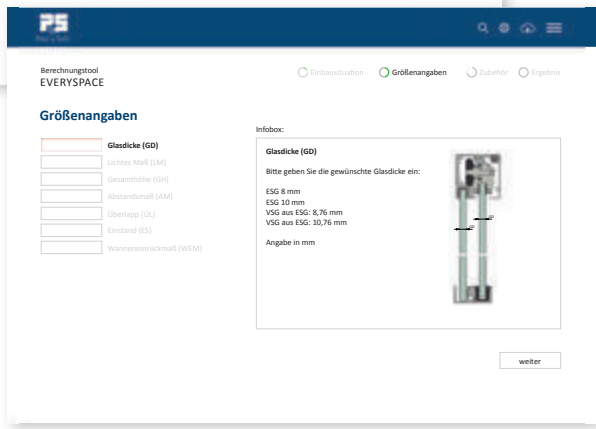 PS
Berechnungstool
EVERYSPACE
Einbausituation
Größenangaben
Zubehör
Ergebnis
Größenangaben
Glasdicke (GD)
Lichtes Maß (LM)
Gesamthöhe (GH)
Abstandsmaß (AM)
Überlapp (ÜL)
Einstand (ES)
Wanneneinrückmaß (WEM)
Infobox:
Glasdicke (GD)
Bitte geben Sie die gewünschte Glasdicke ein:
ESG 8 mm
ESG 10 mm
VSG aus ESG: 8,76 mm
VSG aus ESG: 10,76 mm
Angabe in mm
weiter